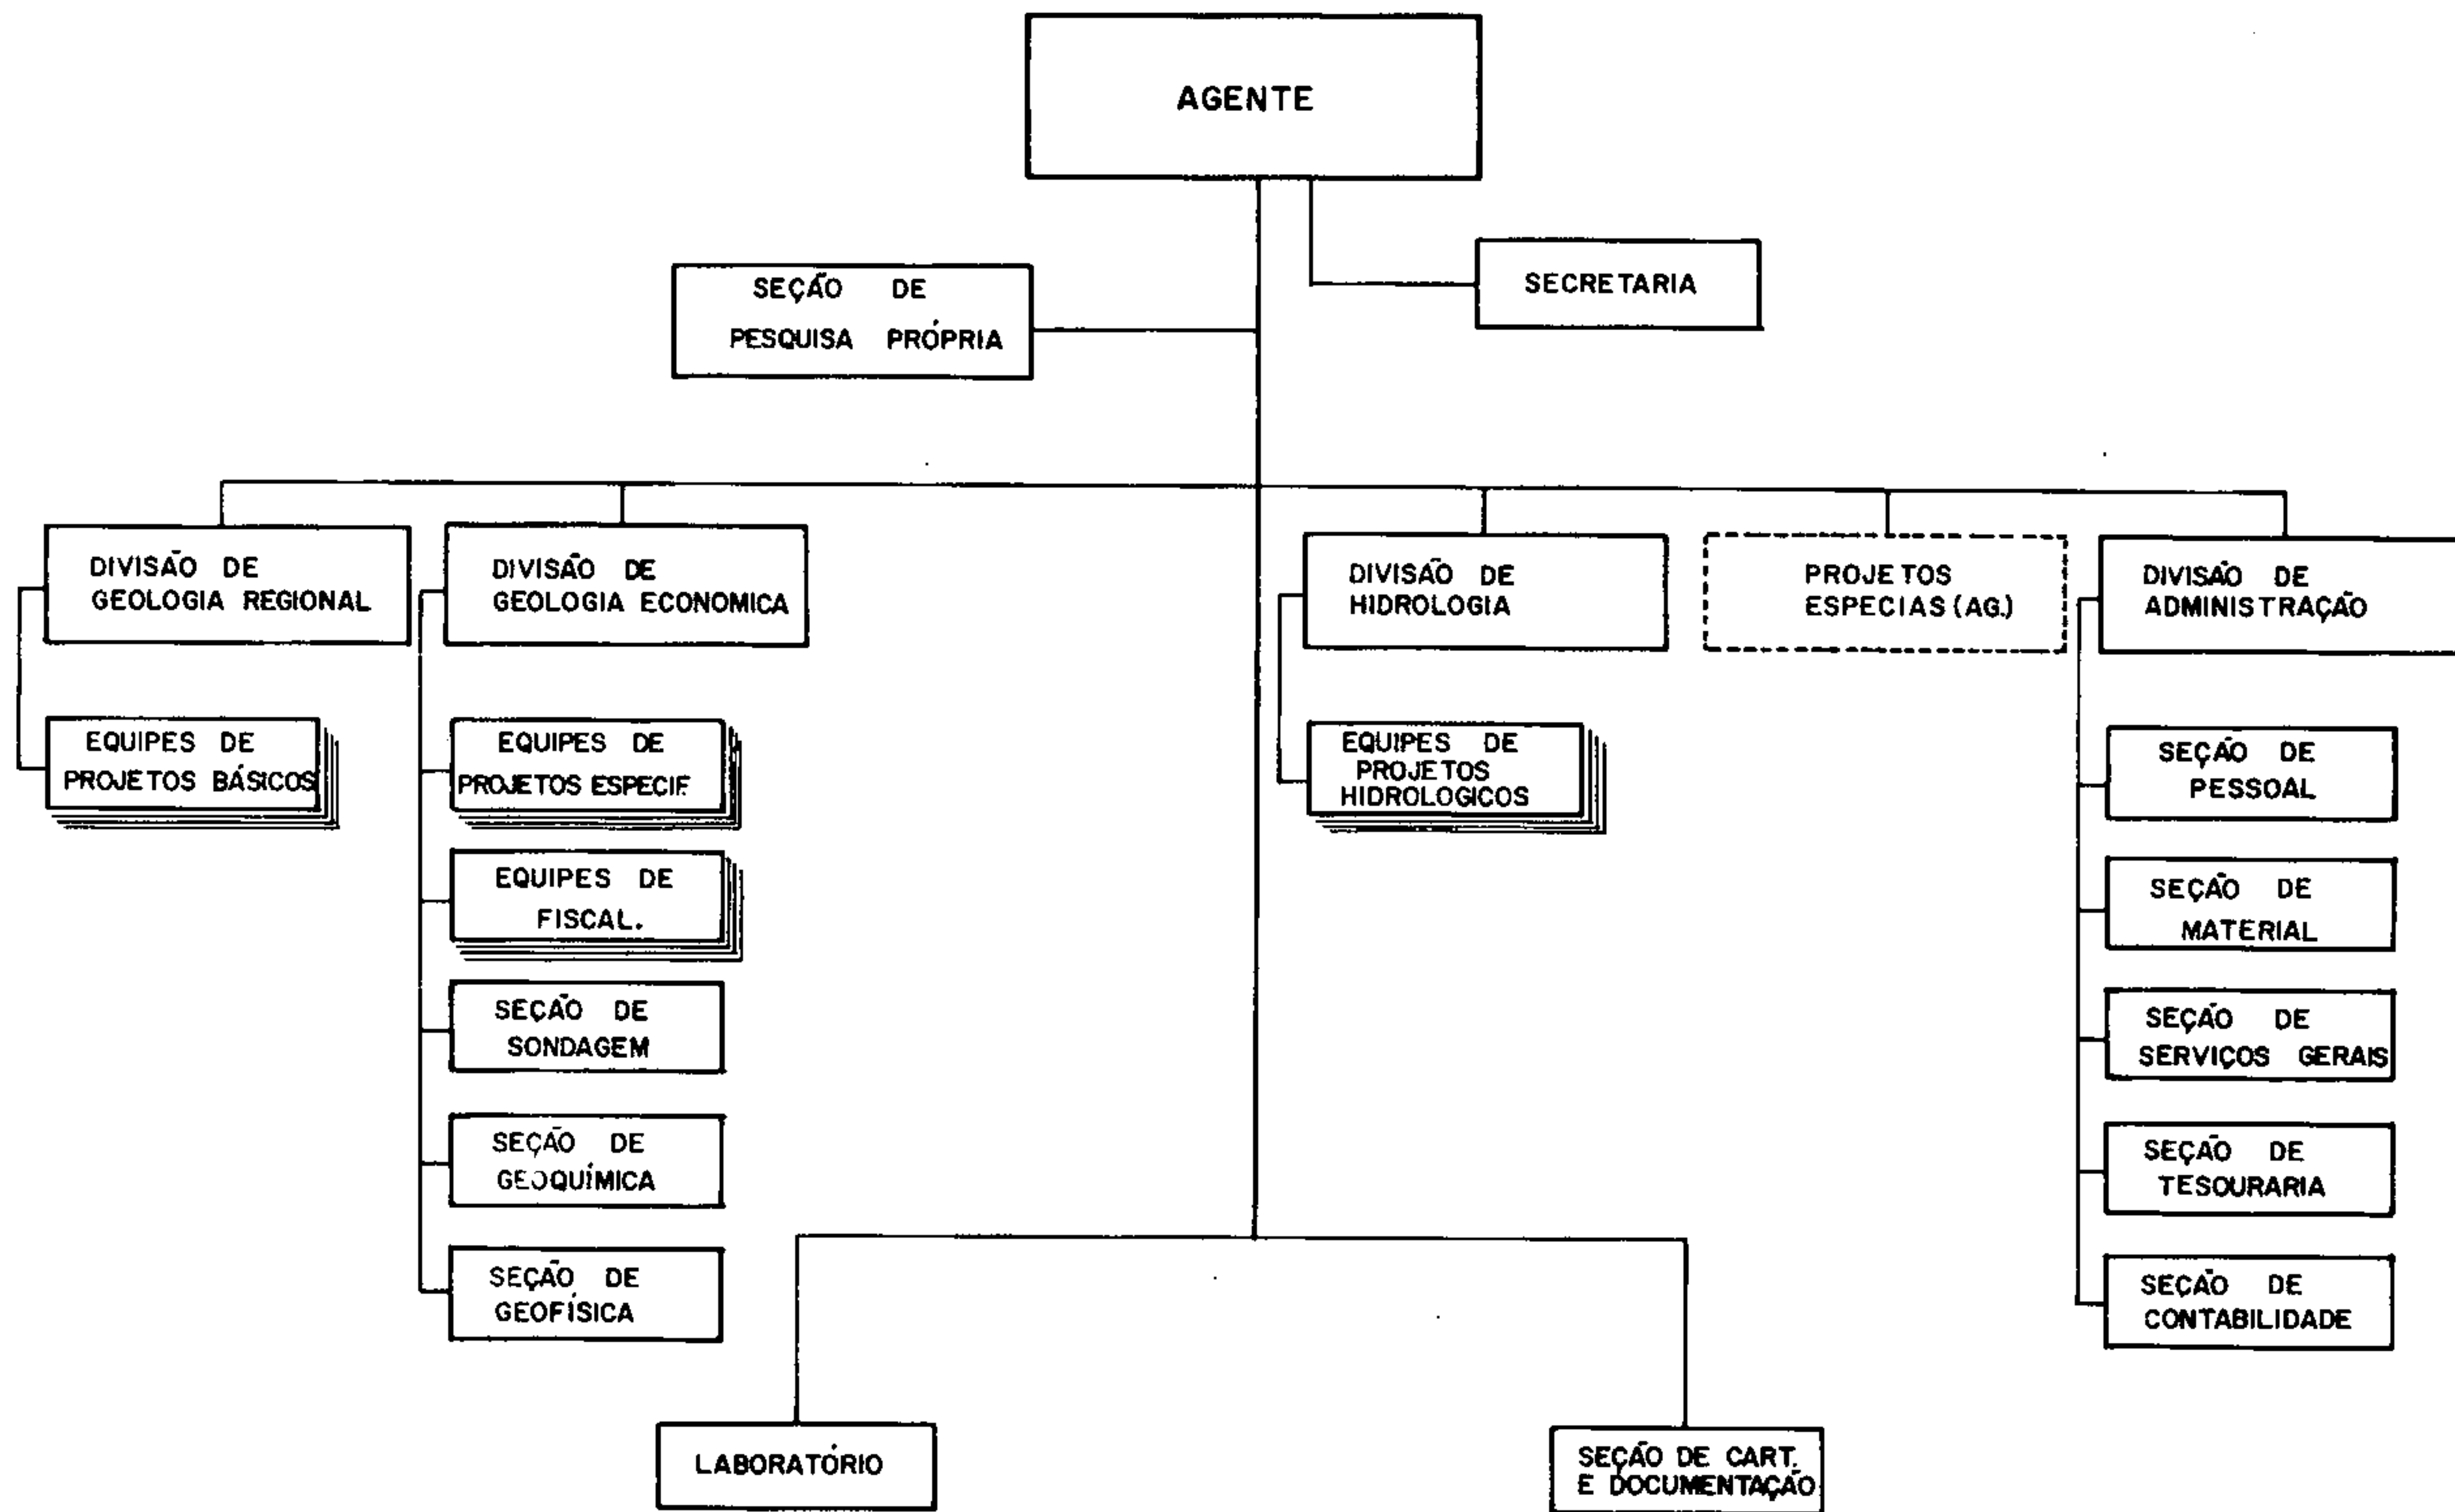 AGENTE
SECRETARIA
SEÇÃO DE
PESQUISA PRÓPRIA
DIVISÃO DE
GEOLOGIA REGIONAL
DIVISÃO DE
GEOLOGIA ECONOMICA
DIVISÃO DE
HIDROLOGIA
PROJETOS
ESPECIAS (AG.)
DIVISÃO DE
ADMINISTRAÇÃO
EQUIPES DE
PROJETOS BÁSICOS
EQUIPES DE
PROJETOS ESPECIF.
EQUIPES DE
FISCAL.
SEÇÃO DE
SONDAGEM
SEÇÃO DE
GEOQUÍMICA
SEÇÃO DE
GEOFÍSICA
EQUIPES DE
PROJETOS
HIDROLOGICOS
SEÇÃO DE
PESSOAL
SEÇÃO DE
MATERIAL
SEÇÃO DE
SERVIÇOS GERAIS
SEÇÃO DE
TESOURARIA
SEÇÃO DE
CONTABILIDADE
LABORATÓRIO
SEÇÃO DE CART.
E DOCUMENTAÇÃO